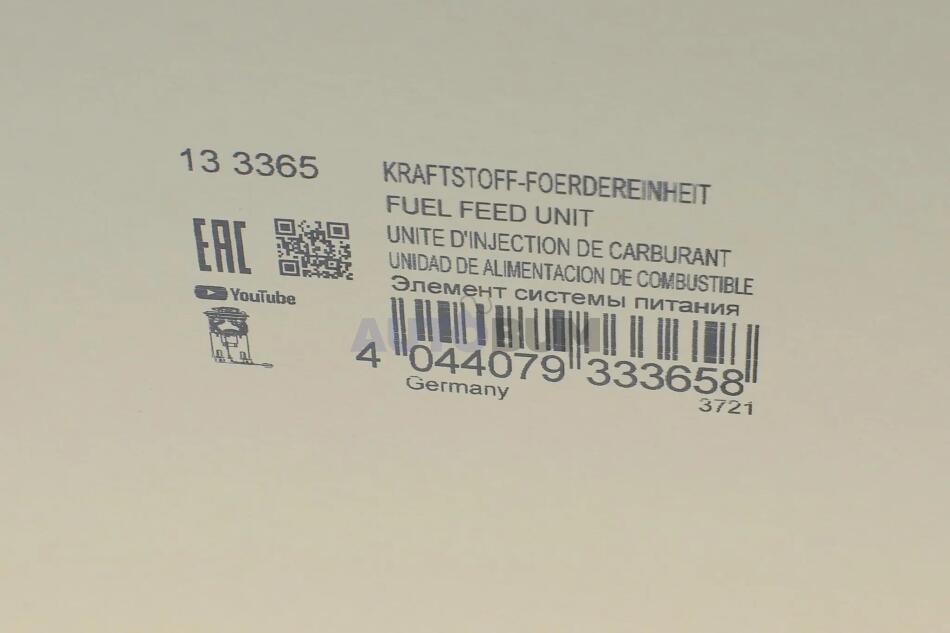 13 3365
KRAFTSTOFF-FOERDEREINHEIT
FUEL FEED UNIT
UNITE D'INJECTION DE CARBURANT
UNIDAD DE ALIMENTACION DE COMBUSTIBLE
Элемент системы питания
EAC
YouTube
AUTOBUM
4 044079 333658
Germany
3721